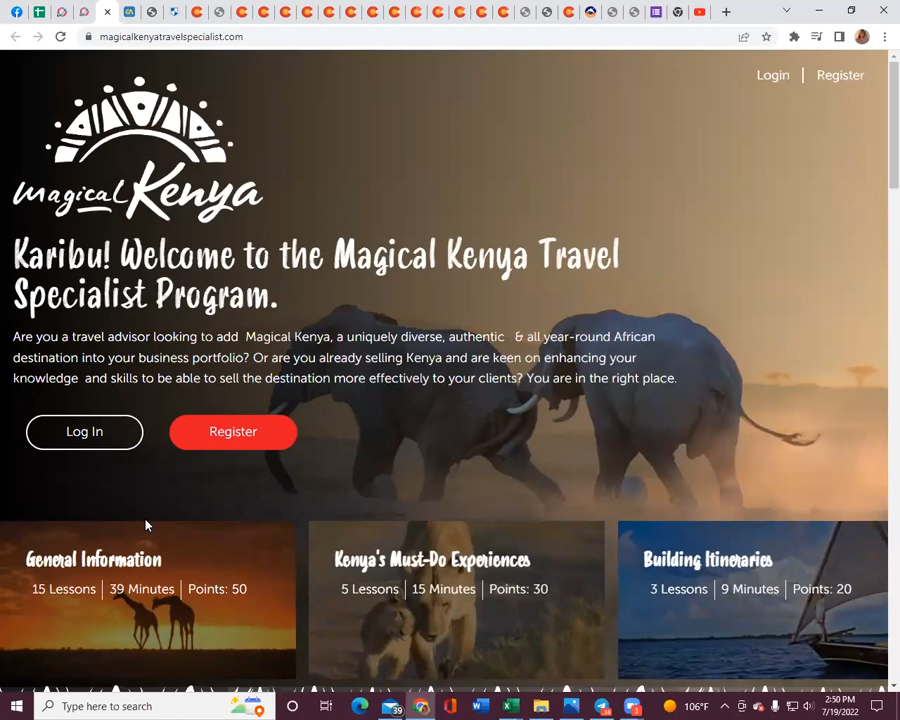 magicalkenyatravelspecialist.com
Login | Register
magical Kenya
Karibu! Welcome to the Magical Kenya Travel
Specialist Program.
Are you a travel advisor looking to add Magical Kenya, a uniquely diverse, authentic & all year-round African
destination into your business portfolio? Or are you already selling Kenya and are keen on enhancing your
knowledge and skills to be able to sell the destination more effectively to your clients? You are in the right place.
Log In
Register
General Information
15 Lessons | 39 Minutes | Points: 50
Kenya's Must-Do Experiences
5 Lessons | 15 Minutes | Points: 30
Building Itineraries
3 Lessons | 9 Minutes | Points: 20
Type here to search
39
106°F
2:50 PM
7/19/2022